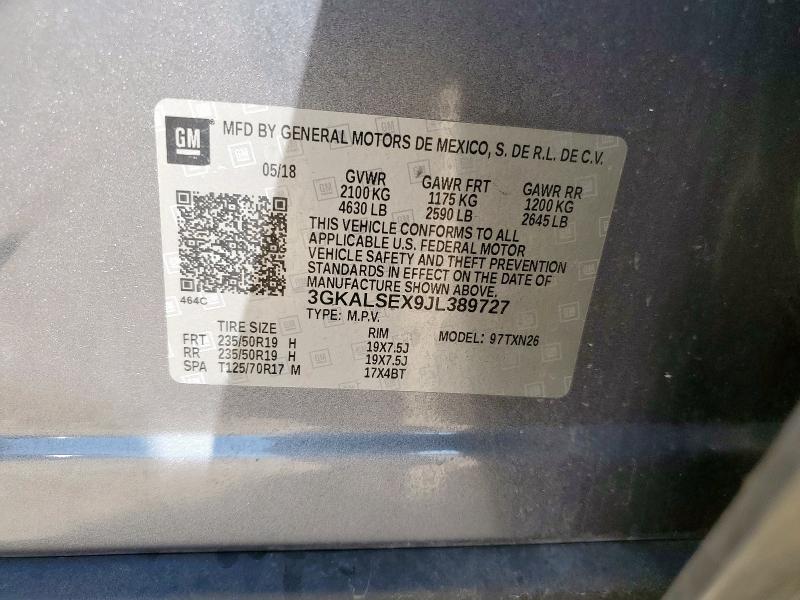 GM® MFD BY GENERAL MOTORS DE MEXICO, S. DE R.L. DE C.V.
05/18 GVWR GAWR FRT GAWR RR
2100 KG 1175 KG 1200 KG
4630 LB 2590 LB 2645 LB
THIS VEHICLE CONFORMS TO ALL
APPLICABLE U.S. FEDERAL MOTOR
VEHICLE SAFETY AND THEFT PREVENTION
STANDARDS IN EFFECT ON THE DATE OF
MANUFACTURE SHOWN ABOVE.
464C 3GKALSEX9JL389727
TYPE: M.P.V. MODEL: 97TXN26
TIRE SIZE RIM
FRT 235/50R19 H 19X7.5J
RR 235/50R19 H 19X7.5J
SPA T125/70R17 M 17X4BT